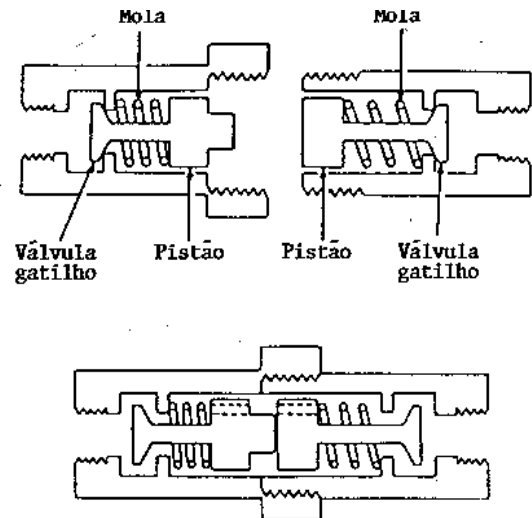 Mola
Mola
Válvula
gatilho
Pistão
Pistão
Válvula
gatilho